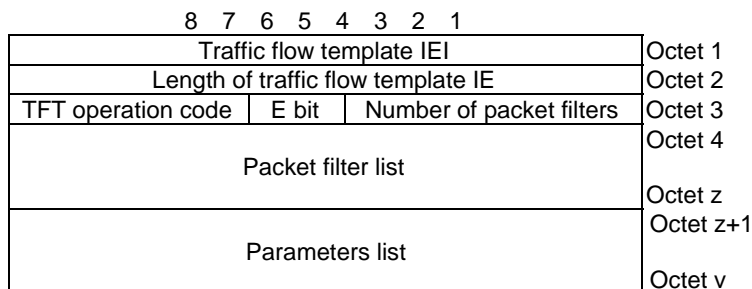 8 7 6 5 4 3 2 1
Traffic flow template IEI Octet 1
Length of traffic flow template IE Octet 2
TFT operation code E bit Number of packet filters Octet 3
Octet 4
Packet filter list
Octet z
Octet z+1
Parameters list
Octet v